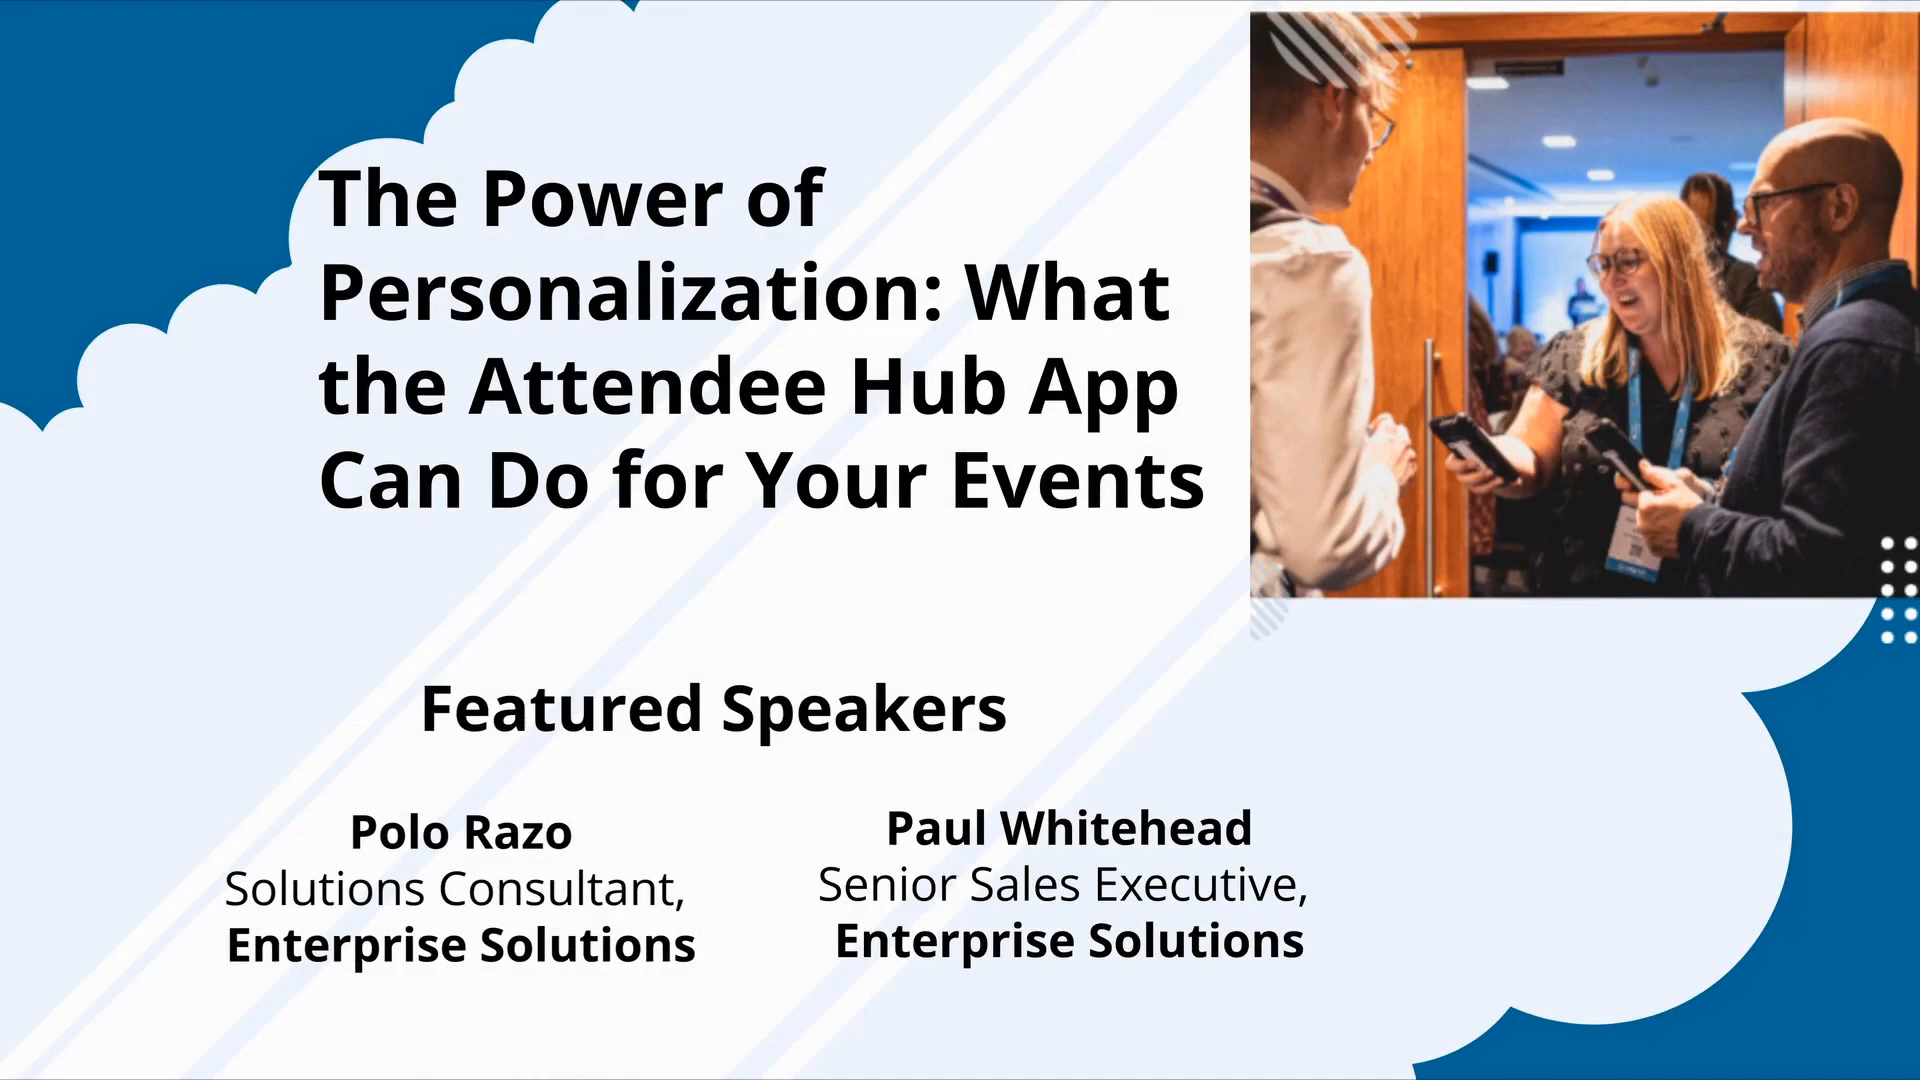 The Power of
Personalization: What
the Attendee Hub App
Can Do for Your Events
Featured Speakers
Polo Razo
Solutions Consultant,
Enterprise Solutions
Paul Whitehead
Senior Sales Executive,
Enterprise Solutions